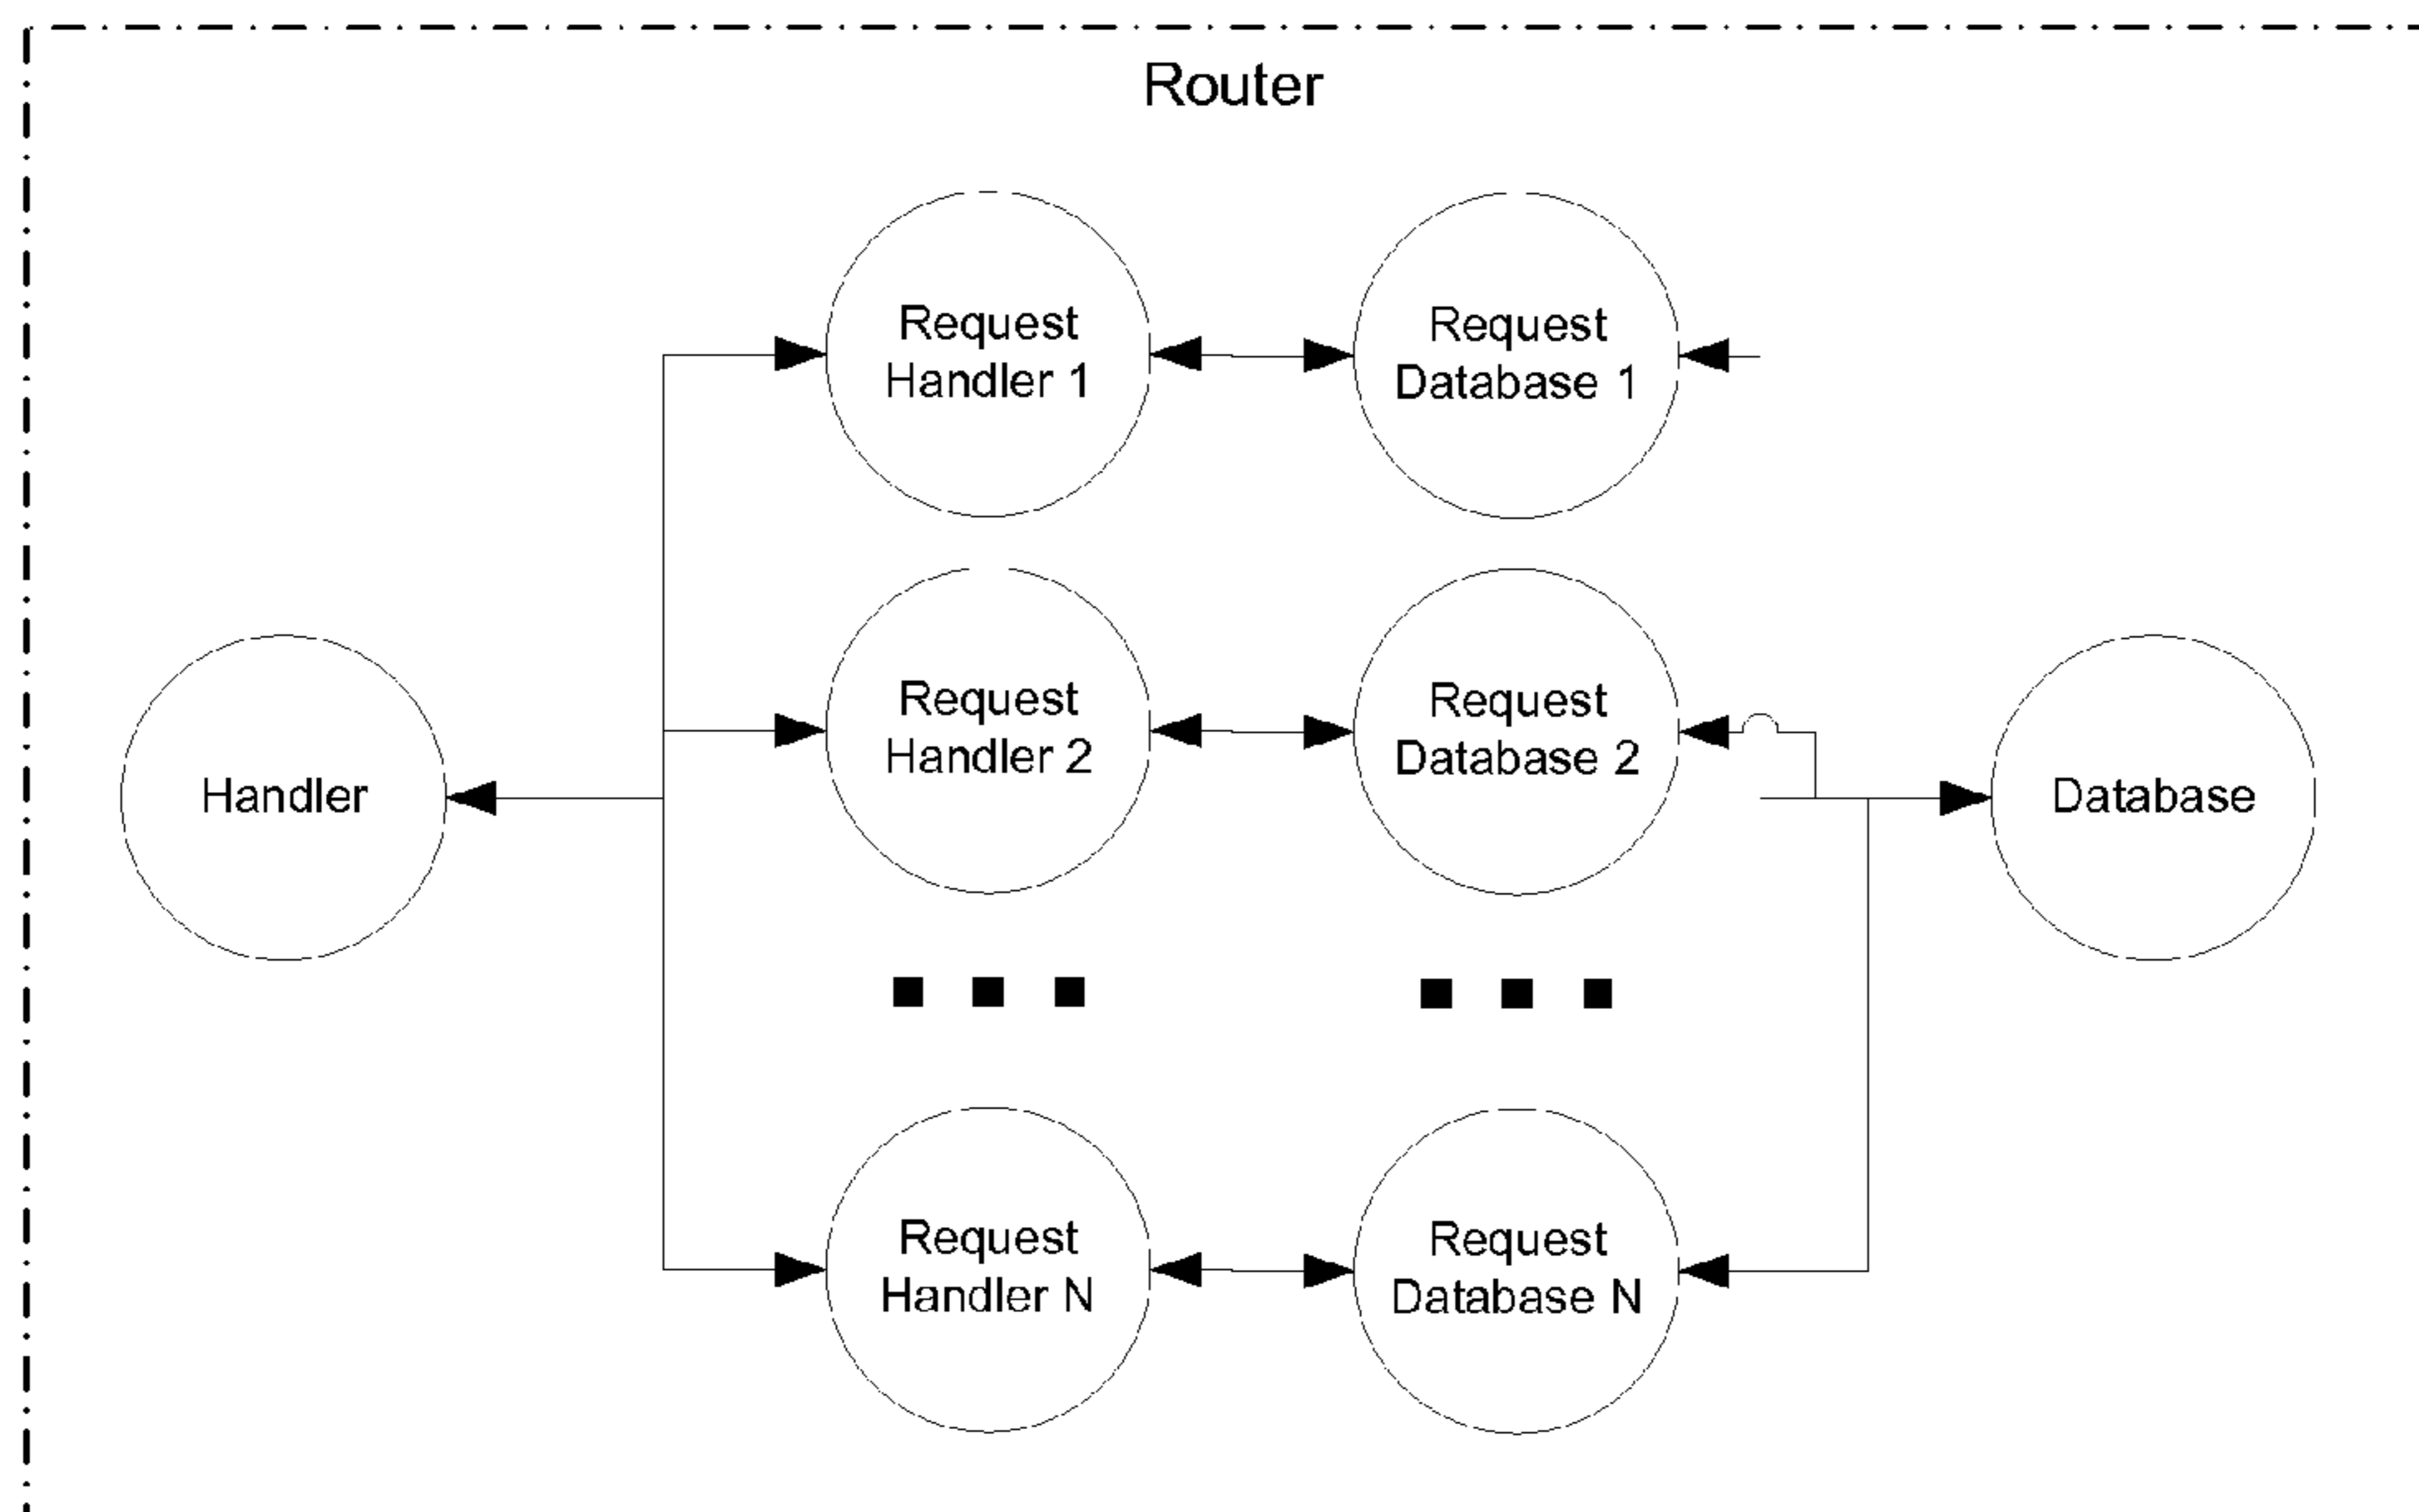 Router
Request
Handler 1
Request
Database 1
Request
Handler 2
Request
Database 2
Handler
Database
Request
Handler N
Request
Database N